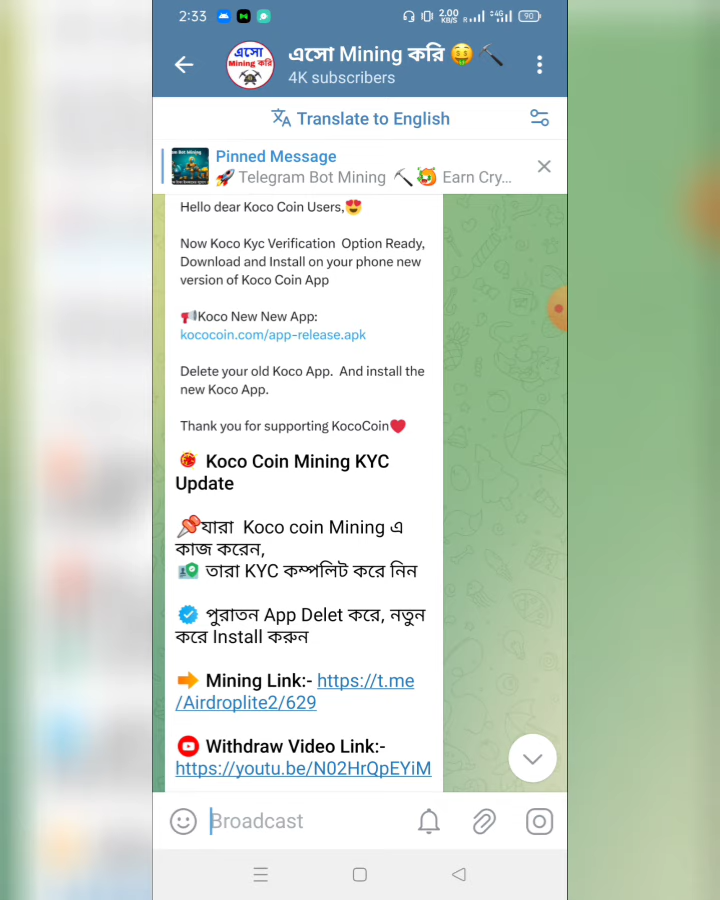 2:33
2.00
KB/S
R
4G
90
এসো
Mining করি
এসো Mining করি
4K subscribers
Translate to English
Pinned Message
Telegram Bot Mining
Earn Cry...
Hello dear Koco Coin Users,
Now Koco Kyc Verification Option Ready,
Download and Install on your phone new
version of Koco Coin App
Koco New New App:
kococoin.com/app-release.apk
Delete your old Koco App. And install the
new Koco App.
Thank you for supporting KocoCoin
Koco Coin Mining KYC
Update
যারা Koco coin Mining এ
কাজ করেন,
তারা KYC কম্পলিট করে নিন
পুরাতন App Delet করে, নতুন
করে Install করুন
Mining Link:- https://t.me
/Airdroplite2/629
Withdraw Video Link:-
https://youtu.be/N02HrQpEYiM
Broadcast